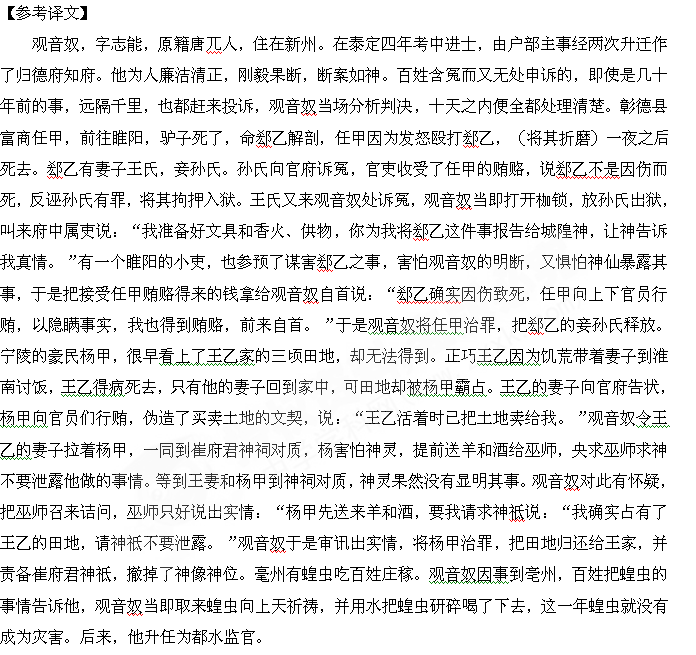 【参考译文】
观音奴，字志能，原籍唐兀人，住在新州。在泰定四年考中进士，由户部主事经两次升迁作
了归德府知府。他为人廉洁清正，刚毅果断，断案如神。百姓含冤而又无处申诉的，即使是几十
年前的事，远隔千里，也都赶来投诉，观音奴当场分析判决，十天之内便全都处理清楚。彰德县
富商任甲，前往睢阳，驴子死了，命郄乙解剖，任甲因为发怒殴打郄乙，（将其折磨）一夜之后
死去。郄乙有妻子王氏，妾孙氏。孙氏向官府诉冤，官吏收受了任甲的贿赂，说郄乙不是因伤而
死，反诬孙氏有罪，将其拘押入狱。王氏又来观音奴处诉冤，观音奴当即打开枷锁，放孙氏出狱，
叫来府中属吏说：“我准备好文具和香火、供物，你为我将郄乙这件事报告给城隍神，让神告诉
我真情。”有一个睢阳的小吏，也参预了谋害郄乙之事，害怕观音奴的明断，又惧怕神仙暴露其
事，于是把接受任甲贿赂得来的钱拿给观音奴自首说：“郄乙确实因伤致死，任甲向上下官员行
贿，以隐瞒事实，我也得到贿赂，前来自首。”于是观音奴将任甲治罪，把郄乙的妾孙氏释放。
宁陵的豪民杨甲，很早看上了王乙家的三顷田地，却无法得到。正巧王乙因为饥荒带着妻子到淮
南讨饭，王乙得病死去，只有他的妻子回到家中，可田地却被杨甲霸占。王乙的妻子向官府告状，
杨甲向官员们行贿，伪造了买卖土地的文契，说：“王乙活着时已把土地卖给我。”观音奴令王
乙的妻子拉着杨甲，一同到崔府君神祠对质，杨害怕神灵，提前送羊和酒给巫师，央求巫师求神
不要泄露他做的事情。等到王妻和杨甲到神祠对质，神灵果然没有显明其事。观音奴对此有怀疑，
把巫师召来诘问，巫师只好说出实情：“杨甲先送来羊和酒，要我请求神祇说：“我确实占有了
王乙的田地，请神祇不要泄露。”观音奴于是审讯出实情，将杨甲治罪，把田地归还给王家，并
责备崔府君神祇，撤掉了神像神位。亳州有蝗虫吃百姓庄稼。观音奴因事到亳州，百姓把蝗虫的
事情告诉他，观音奴当即取来蝗虫向上天祈祷，并用水把蝗虫研碎喝了下去，这一年蝗虫就没有
成为灾害。后来，他升任为都水监官。